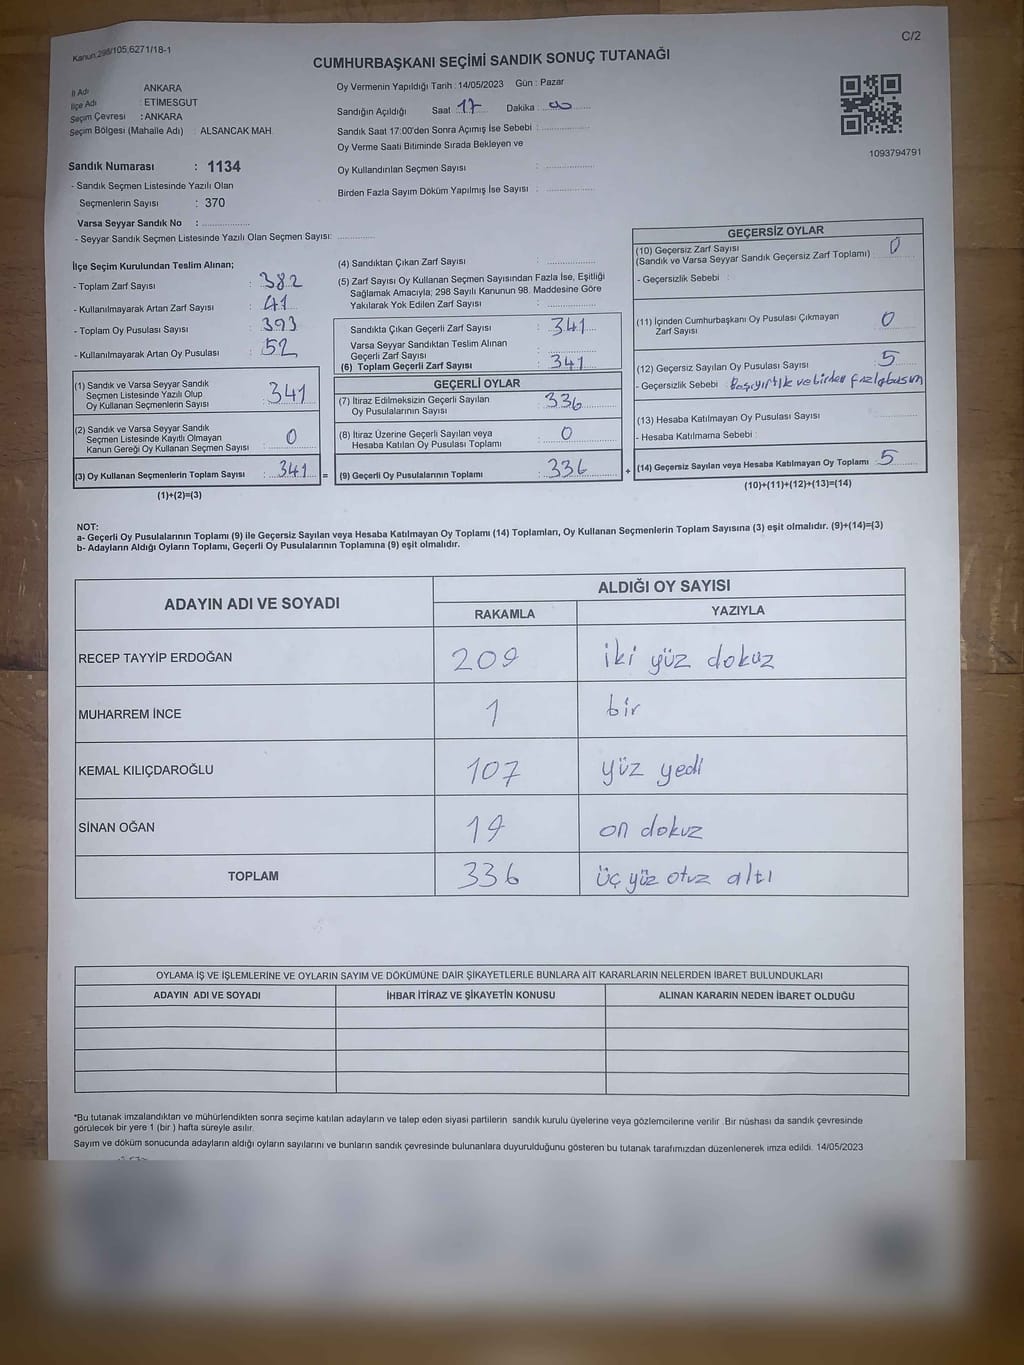 Kanun.298/105,6271/18-1
C/2
CUMHURBAŞKANI SEÇİMİ SANDIK SONUÇ TUTANAĞI
İl Adı ANKARA
İlçe Adı : ETİMESGUT
Seçim Çevresi : ANKARA
Seçim Bölgesi (Mahalle Adı) : ALSANCAK MAH.
Oy Vermenin Yapıldığı Tarih : 14/05/2023 Gün : Pazar
Sandığın Açıldığı Saat 17 Dakika :
Sandık Saat 17:00'den Sonra Açımış İse Sebebi :
Oy Verme Saati Bitiminde Sırada Bekleyen ve
Oy Kullandırılan Seçmen Sayısı :
Birden Fazla Sayım Döküm Yapılmış İse Sayısı :
1093794791
Sandık Numarası : 1134
- Sandık Seçmen Listesinde Yazılı Olan
Seçmenlerin Sayısı : 370
Varsa Seyyar Sandık No :
- Seyyar Sandık Seçmen Listesinde Yazılı Olan Seçmen Sayısı:
İlçe Seçim Kurulundan Teslim Alınan;
- Toplam Zarf Sayısı : 382
- Kullanılmayarak Artan Zarf Sayısı : 41
- Toplam Oy Pusulası Sayısı : 393
- Kullanılmayarak Artan Oy Pusulası : 52
(1) Sandık ve Varsa Seyyar Sandık
Seçmen Listesinde Yazılı Olup
Oy Kullanan Seçmenlerin Sayısı : 341
(2) Sandık ve Varsa Seyyar Sandık
Seçmen Listesinde Kayıtlı Olmayan
Kanun Gereği Oy Kullanan Seçmen Sayısı : 0
(3) Oy Kullanan Seçmenlerin Toplam Sayısı : 341 =
(1)+(2)=(3)
(4) Sandıktan Çıkan Zarf Sayısı :
(5) Zarf Sayısı Oy Kullanan Seçmen Sayısından Fazla İse, Eşitliği
Sağlamak Amacıyla; 298 Sayılı Kanunun 98. Maddesine Göre
Yakılarak Yok Edilen Zarf Sayısı :
Sandıkta Çıkan Geçerli Zarf Sayısı : 341
Varsa Seyyar Sandıktan Teslim Alınan
Geçerli Zarf Sayısı :
(6) Toplam Geçerli Zarf Sayısı : 341
GEÇERLİ OYLAR
(7) İtiraz Edilmeksizin Geçerli Sayılan
Oy Pusulalarının Sayısı : 336
(8) İtiraz Üzerine Geçerli Sayılan veya
Hesaba Katılan Oy Pusulası Toplamı : 0
(9) Geçerli Oy Pusulalarının Toplamı : 336 +
GEÇERSİZ OYLAR
(10) Geçersiz Zarf Sayısı
(Sandık ve Varsa Seyyar Sandık Geçersiz Zarf Toplamı) : 0
- Geçersizlik Sebebi :
(11) İçinden Cumhurbaşkanı Oy Pusulası Çıkmayan
Zarf Sayısı : 0
(12) Geçersiz Sayılan Oy Pusulası Sayısı : 5
- Geçersizlik Sebebi : ve birden fazla basım
(13) Hesaba Katılmayan Oy Pusulası Sayısı :
- Hesaba Katılmama Sebebi :
(14) Geçersiz Sayılan veya Hesaba Katılmayan Oy Toplamı : 5
(10)+(11)+(12)+(13)=(14)
NOT:
a- Geçerli Oy Pusulalarının Toplamı (9) ile Geçersiz Sayılan veya Hesaba Katılmayan Oy Toplamı (14) Toplamları, Oy Kullanan Seçmenlerin Toplam Sayısına (3) eşit olmalıdır. (9)+(14)=(3)
b- Adayların Aldığı Oyların Toplamı, Geçerli Oy Pusulalarının Toplamına (9) eşit olmalıdır.
ADAYIN ADI VE SOYADI
ALDIĞI OY SAYISI
RAKAMLA YAZIYLA
RECEP TAYYİP ERDOĞAN 209 iki yüz dokuz
MUHARREM İNCE 1 bir
KEMAL KILIÇDAROĞLU 107 yüz yedi
SİNAN OĞAN 19 on dokuz
TOPLAM 336 üç yüz otuz altı
OYLAMA İŞ VE İŞLEMLERİNE VE OYLARIN SAYIM VE DÖKÜMÜNE DAİR ŞİKAYETLERLE BUNLARA AİT KARARLARIN NELERDEN İBARET BULUNDUKLARI
ADAYIN ADI VE SOYADI İHBAR İTİRAZ VE ŞİKAYETİN KONUSU ALINAN KARARIN NEDEN İBARET OLDUĞU
*Bu tutanak imzalandıktan ve mühürlendikten sonra seçime katılan adayların ve talep eden siyasi partilerin sandık kurulu üyelerine veya gözlemcilerine verilir. Bir nüshası da sandık çevresinde
görülecek bir yere 1 (bir) hafta süreyle asılır.
Sayım ve döküm sonucunda adayların aldığı oyların sayılarını ve bunların sandık çevresinde bulunanlara duyurulduğunu gösteren bu tutanak tarafımızdan düzenlenerek imza edildi. 14/05/2023